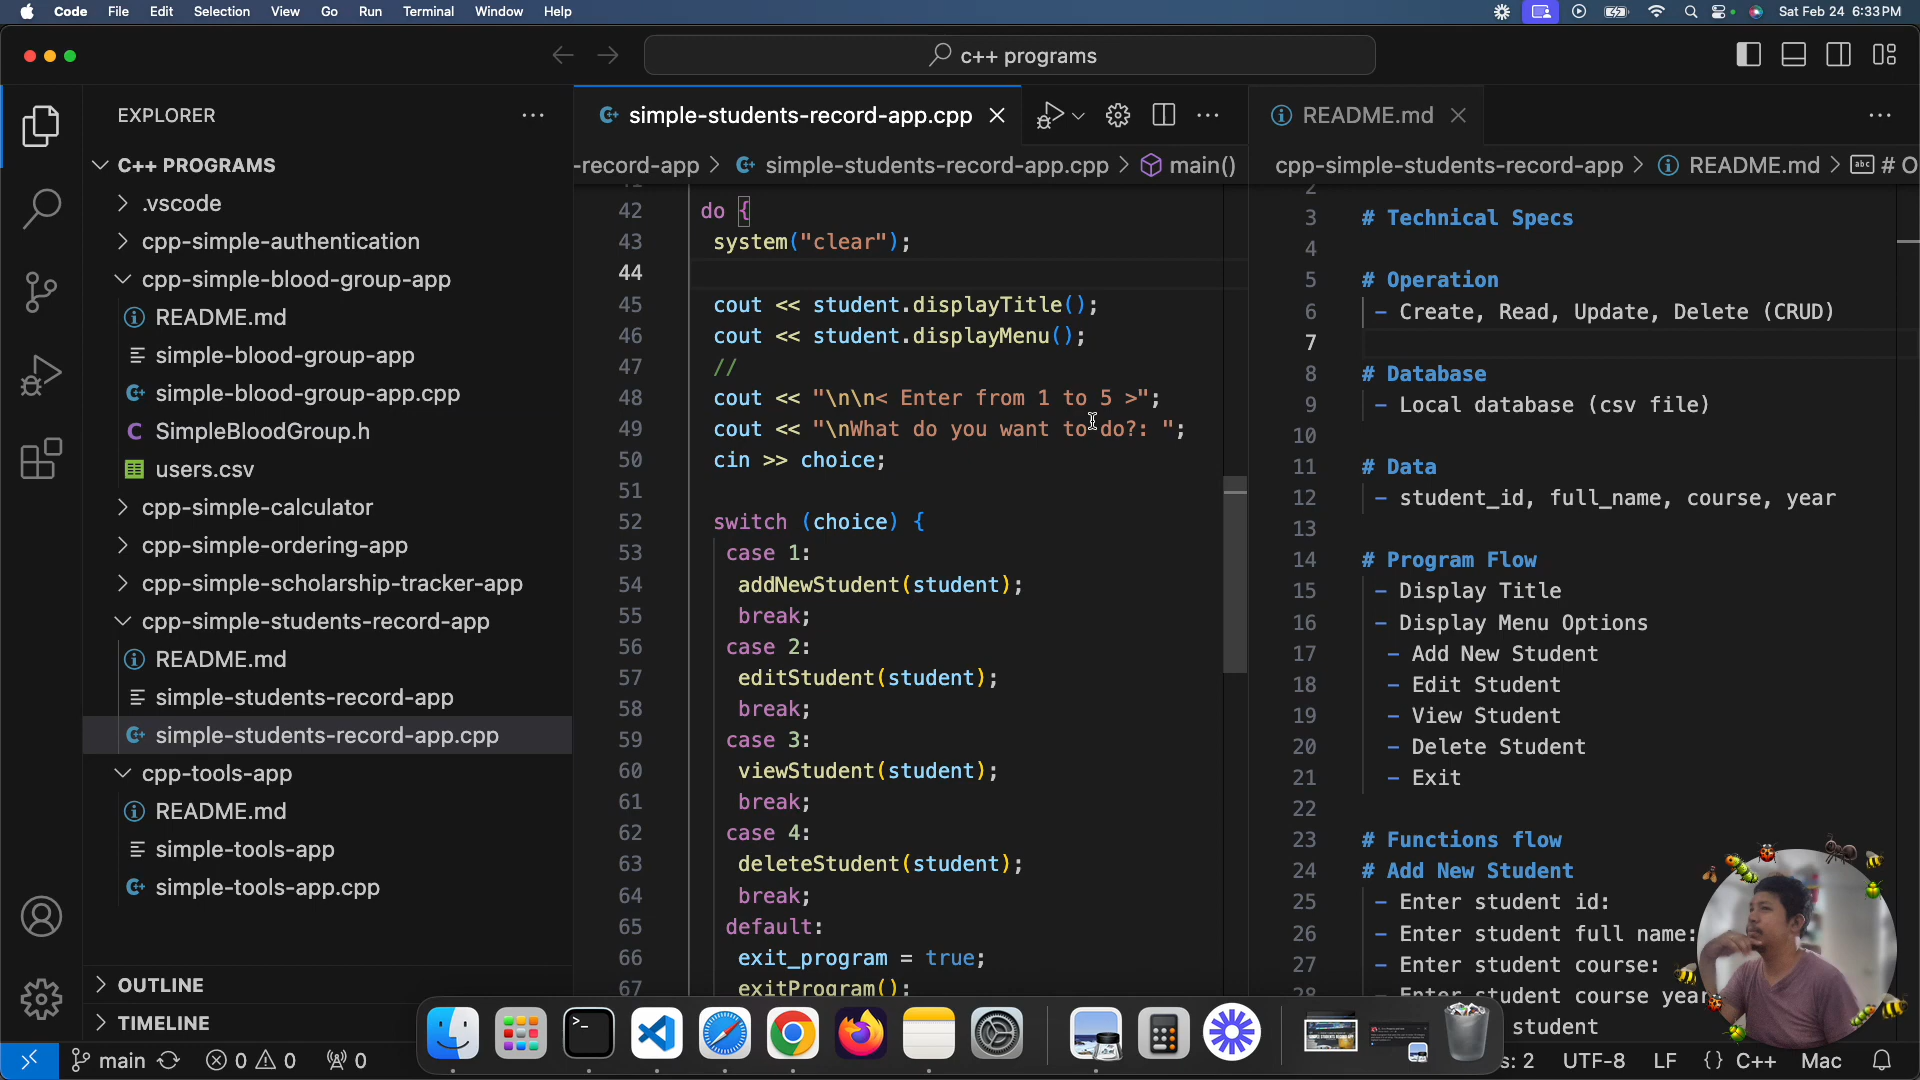 Code File Edit Selection View Go Run Terminal Window Help Sat Feb 24 6:33 PM
c++ programs
EXPLORER
C++ PROGRAMS
.vscode
cpp-simple-authentication
cpp-simple-blood-group-app
README.md
simple-blood-group-app
simple-blood-group-app.cpp
C SimpleBloodGroup.h
users.csv
cpp-simple-calculator
cpp-simple-ordering-app
cpp-simple-scholarship-tracker-app
cpp-simple-students-record-app
README.md
simple-students-record-app
simple-students-record-app.cpp
cpp-tools-app
README.md
simple-tools-app
simple-tools-app.cpp
OUTLINE
TIMELINE
simple-students-record-app.cpp
-record-app > simple-students-record-app.cpp > main()
42 do {
43 system("clear");
44
45 cout << student.displayTitle();
46 cout << student.displayMenu();
47 //
48 cout << "\n\n< Enter from 1 to 5 >";
49 cout << "\nWhat do you want to do?: ";
50 cin >> choice;
51
52 switch (choice) {
53 case 1:
54 addNewStudent(student);
55 break;
56 case 2:
57 editStudent(student);
58 break;
59 case 3:
60 viewStudent(student);
61 break;
62 case 4:
63 deleteStudent(student);
64 break;
65 default:
66 exit_program = true;
67 exitProgram();
README.md
cpp-simple-students-record-app > README.md > abc # O
2
3 # Technical Specs
4
5 # Operation
6 - Create, Read, Update, Delete (CRUD)
7
8 # Database
9 - Local database (csv file)
10
11 # Data
12 - student_id, full_name, course, year
13
14 # Program Flow
15 - Display Title
16 - Display Menu Options
17 - Add New Student
18 - Edit Student
19 - View Student
20 - Delete Student
21 - Exit
22
23 # Functions flow
24 # Add New Student
25 - Enter student id:
26 - Enter student full name:
27 - Enter student course:
28 - Enter student course year
student
main 0 0 0 s: 2 UTF-8 LF {} C++ Mac